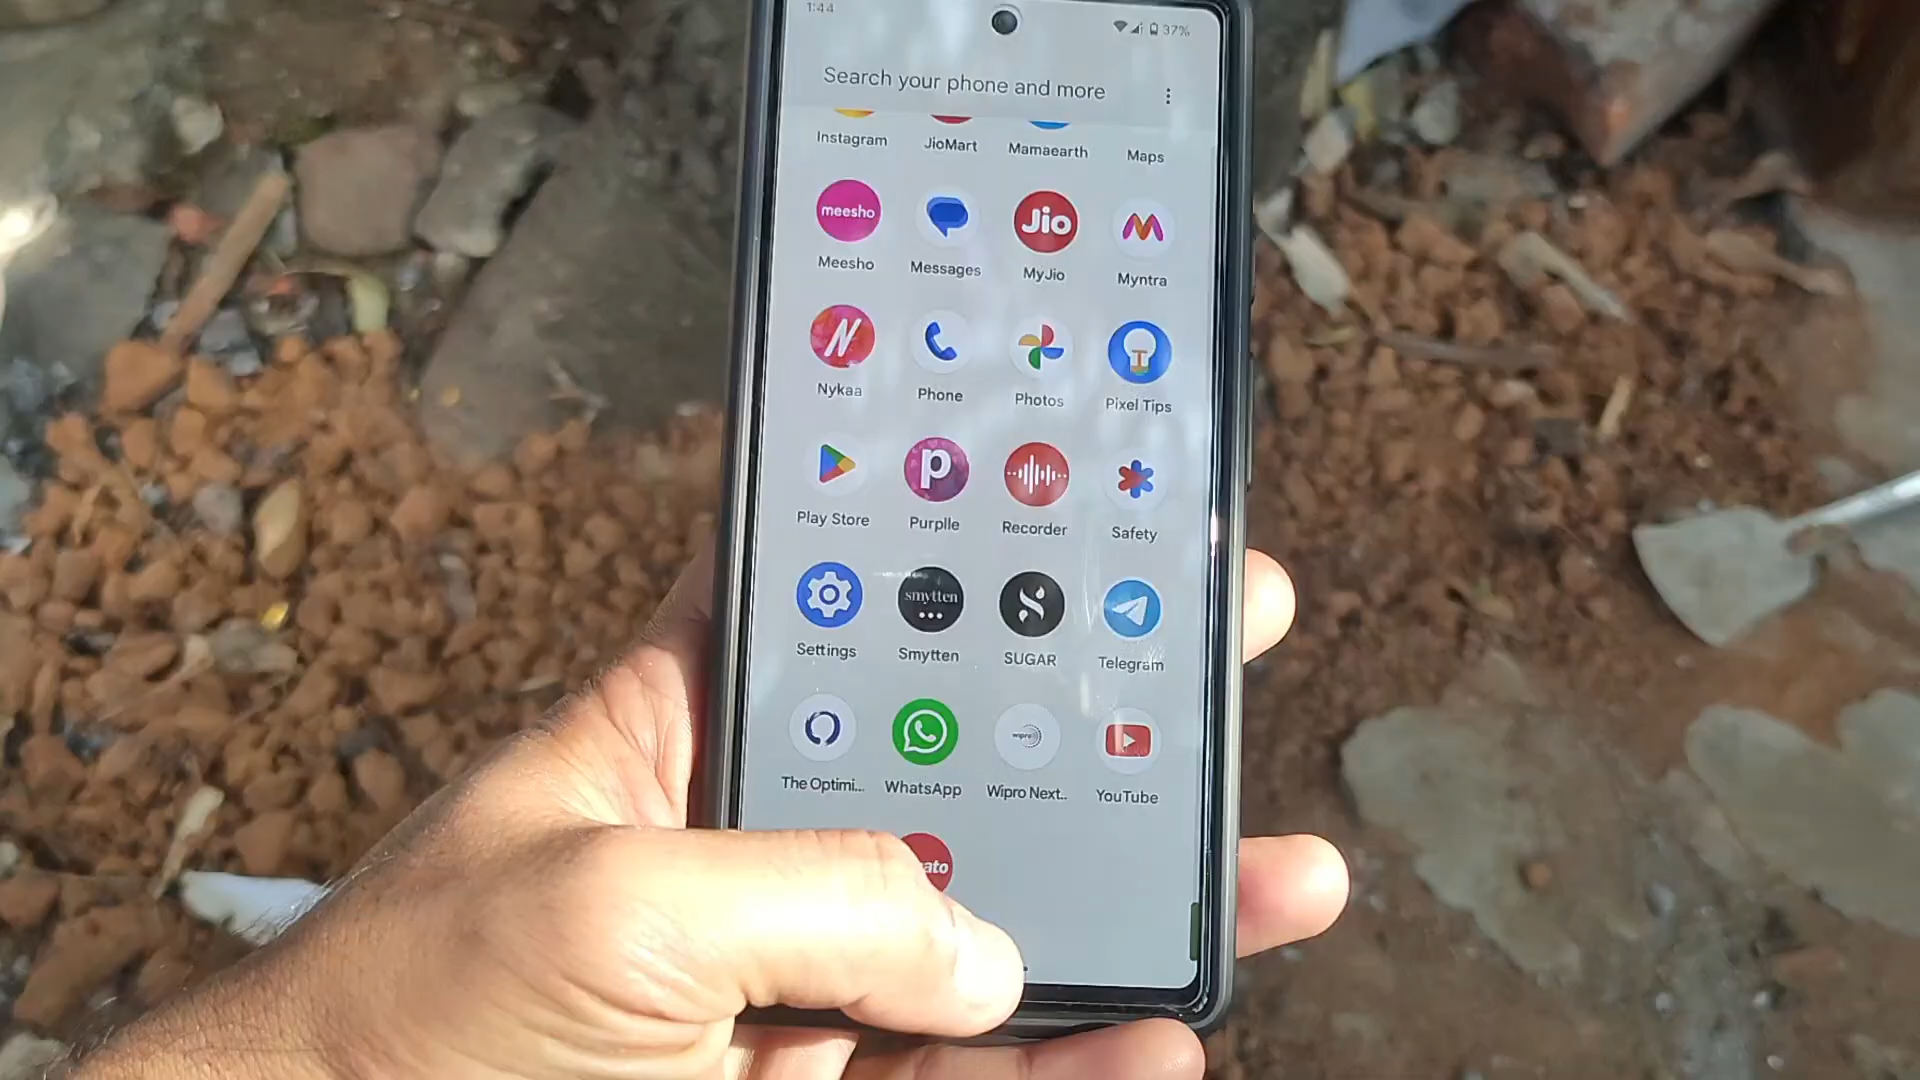 1:44
37%
Search your phone and more
Instagram JioMart Mamaearth Maps
meesho Jio
Meesho Messages MyJio Myntra
Nykaa Phone Photos Pixel Tips
p
Play Store Purplle Recorder Safety
smytten
Settings Smytten SUGAR Telegram
wipro
The Optimi... WhatsApp Wipro Next.. YouTube
ato